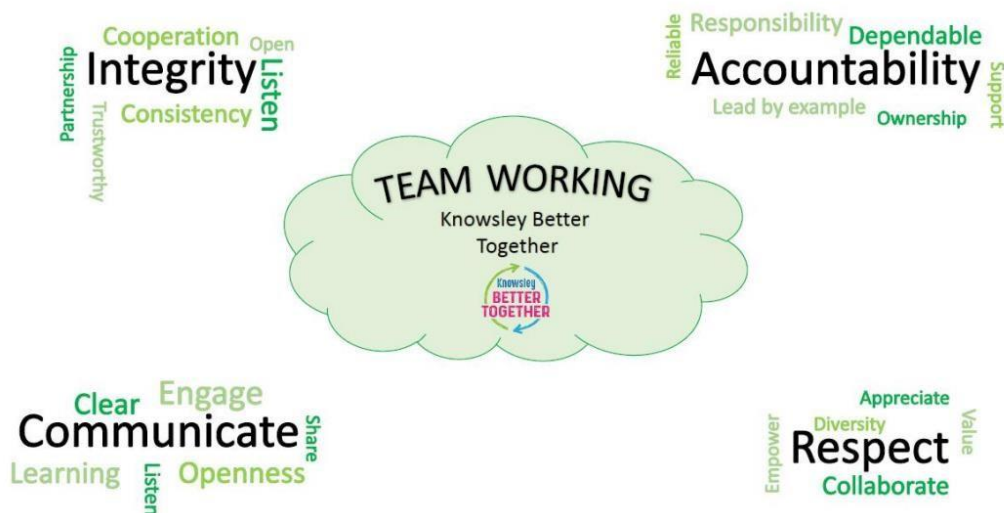 Cooperation
Open
Partnership
Integrity
Listen
Trustworthy
Consistency
Reliable
Responsibility
Dependable
Accountability
Support
Lead by example
Ownership
TEAM WORKING
Knowsley Better
Together
Knowsley
BETTER
TOGETHER
Clear
Engage
Communicate
Share
Learning
Listen
Openness
Appreciate
Empower
Diversity
Value
Respect
Collaborate